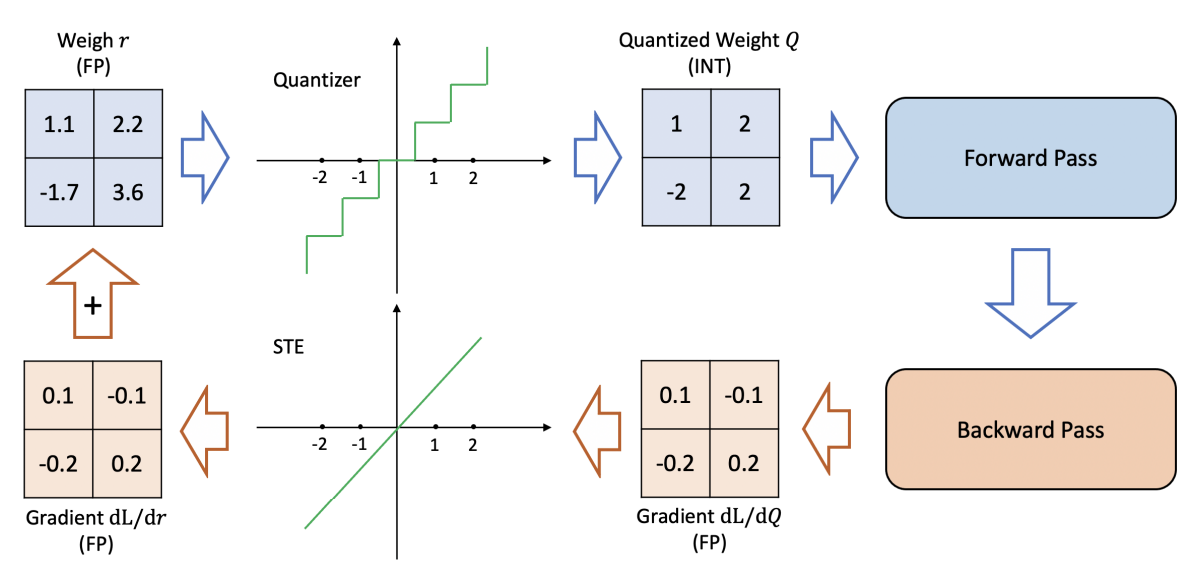 Weigh r
(FP)
1.1 2.2
-1.7 3.6
Quantizer
-2 -1 1 2
Quantized Weight Q
(INT)
1 2
-2 2
Forward Pass
+
0.1 -0.1
-0.2 0.2
Gradient dL/dr
(FP)
STE
-2 -1 1 2
0.1 -0.1
-0.2 0.2
Gradient dL/dQ
(FP)
Backward Pass